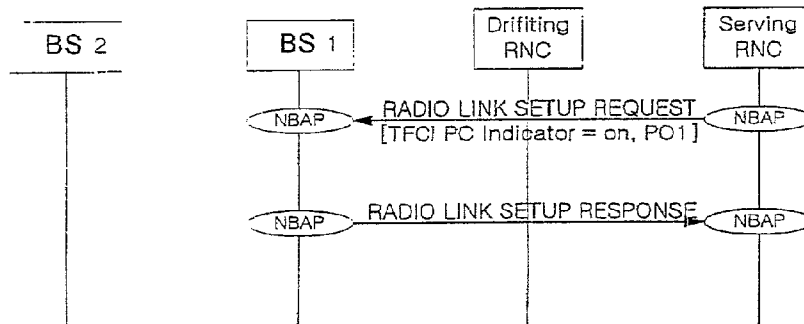 BS 2
BS 1
Drifiting
RNC
Serving
RNC
NBAP
RADIO LINK SETUP REQUEST
[TFCI PC Indicator = on, PO1]
NBAP
NBAP
RADIO LINK SETUP RESPONSE
NBAP